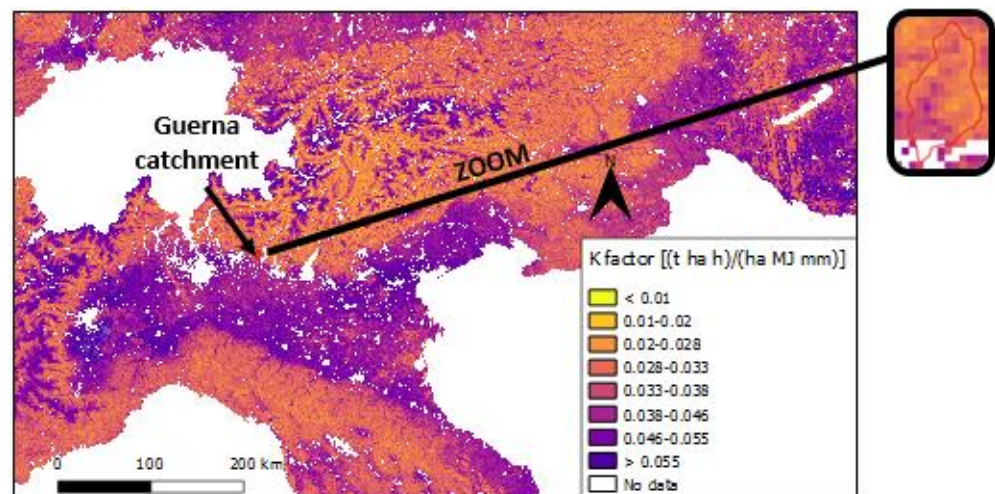 Guerna
catchment
ZOOM
N
K factor [(t ha h)/(ha MJ mm)]
< 0.01
0.01-0.02
0.02-0.028
0.028-0.033
0.033-0.038
0.038-0.046
0.046-0.055
> 0.055
No data
0 100 200 km